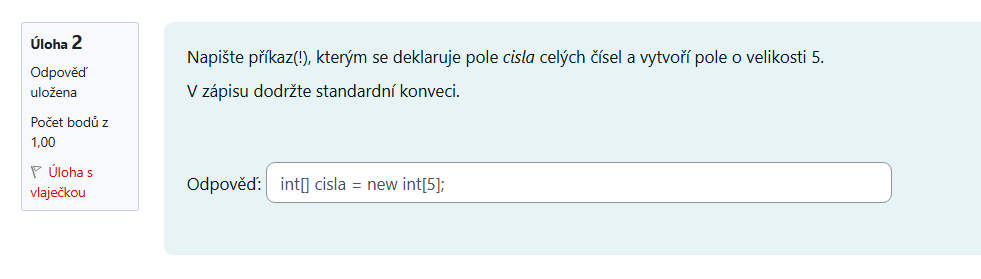 Úloha 2
Odpověď
uložena
Počet bodů z
1,00
Úloha s
vlaječkou
Napište příkaz(!), kterým se deklaruje pole cisla celých čísel a vytvoří pole o velikosti 5.
V zápisu dodržte standardní konveci.
Odpověď: int[] cisla = new int[5];